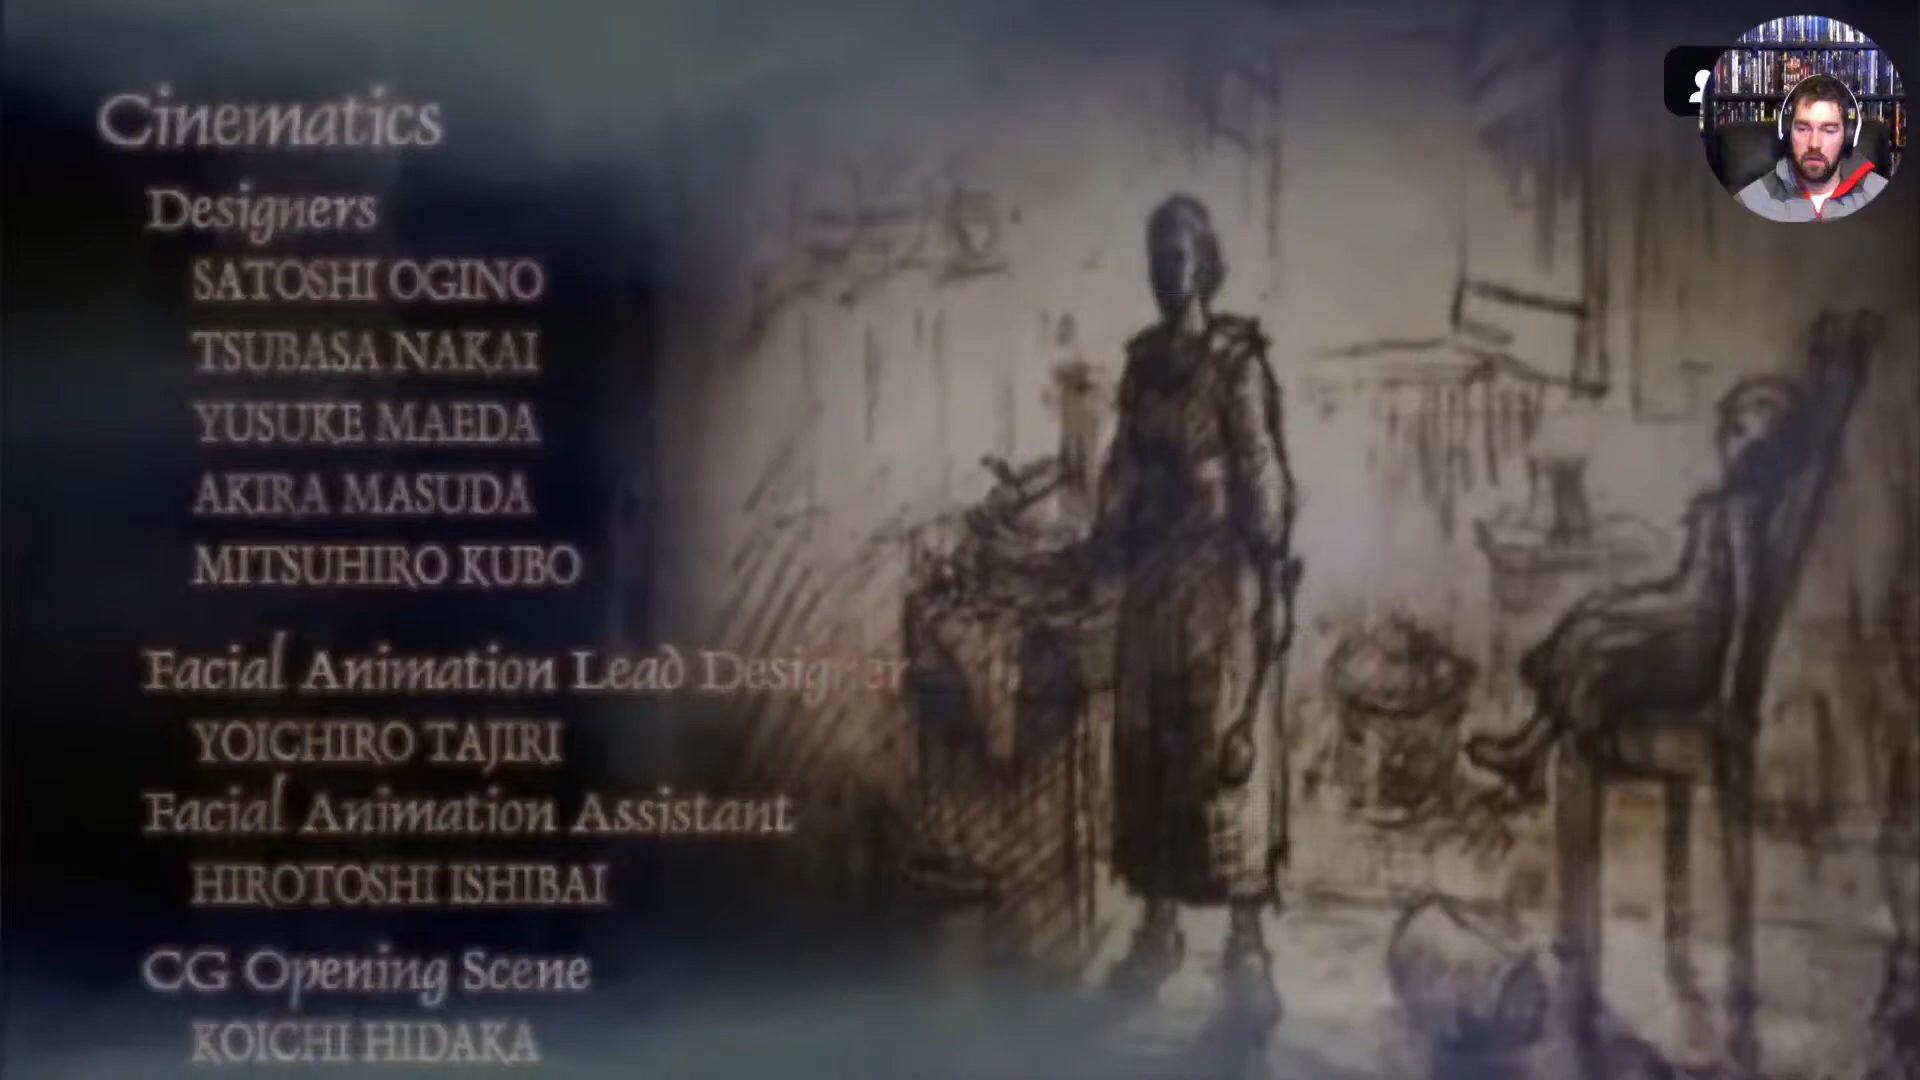 Cinematics
Designers
SATOSHI OGINO
TSUBASA NAKAI
YUSUKE MAEDA
AKIRA MASUDA
MITSUHIRO KUBO
Facial Animation Lead Designer
YOICHIRO TAJIRI
Facial Animation Assistant
HIROTOSHI ISHIBAI
CG Opening Scene
KOICHI HIDAKA